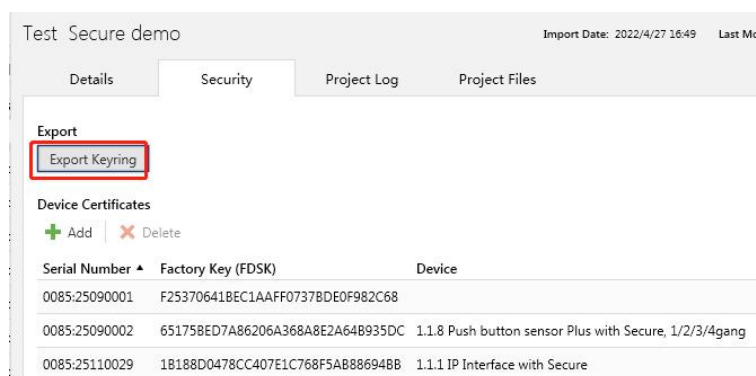 Test Secure demo Import Date: 2022/4/27 16:49 Last Mo
Details Security Project Log Project Files
Export
Export Keyring
Device Certificates
Add Delete
Serial Number Factory Key (FDSK) Device
0085:25090001 F25370641BEC1AAFF0737BDE0F982C68
0085:25090002 65175BED7A86206A368A8E2A64B935DC 1.1.8 Push button sensor Plus with Secure, 1/2/3/4gang
0085:25110029 1B188D0478CC407E1C768F5AB88694BB 1.1.1 IP Interface with Secure